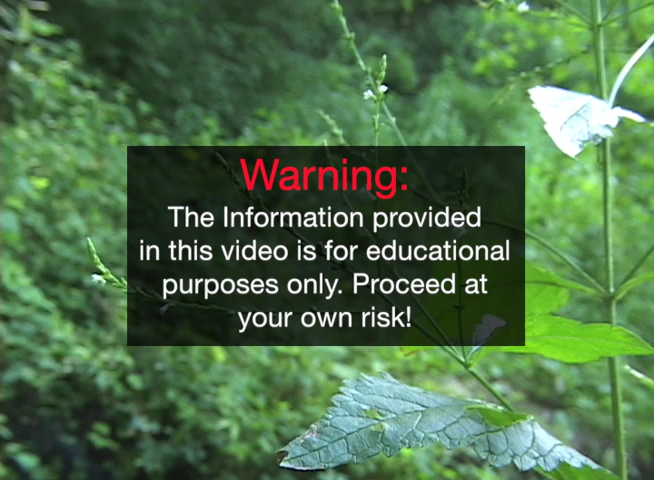 Warning:
The Information provided
in this video is for educational
purposes only. Proceed at
your own risk!